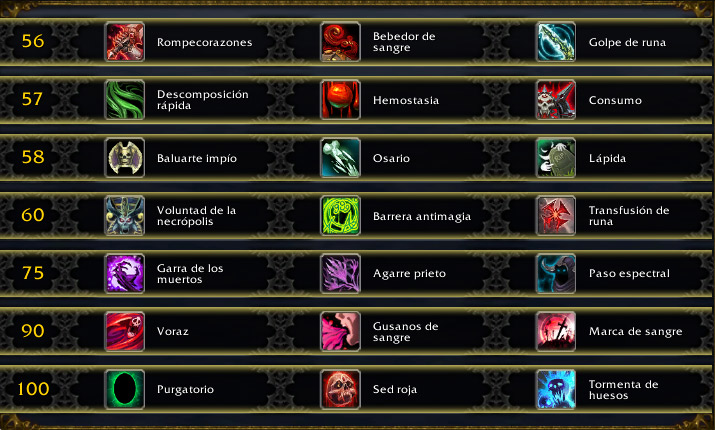 56 Rompecorazones Bebedor de sangre Golpe de runa
57 Descomposición rápida Hemostasia Consumo
58 Baluarte impío Osario Lápida
60 Voluntad de la necrópolis Barrera antimagia Transfusión de runa
75 Garra de los muertos Agarre prieto Paso espectral
90 Voraz Gusanos de sangre Marca de sangre
100 Purgatorio Sed roja Tormenta de huesos